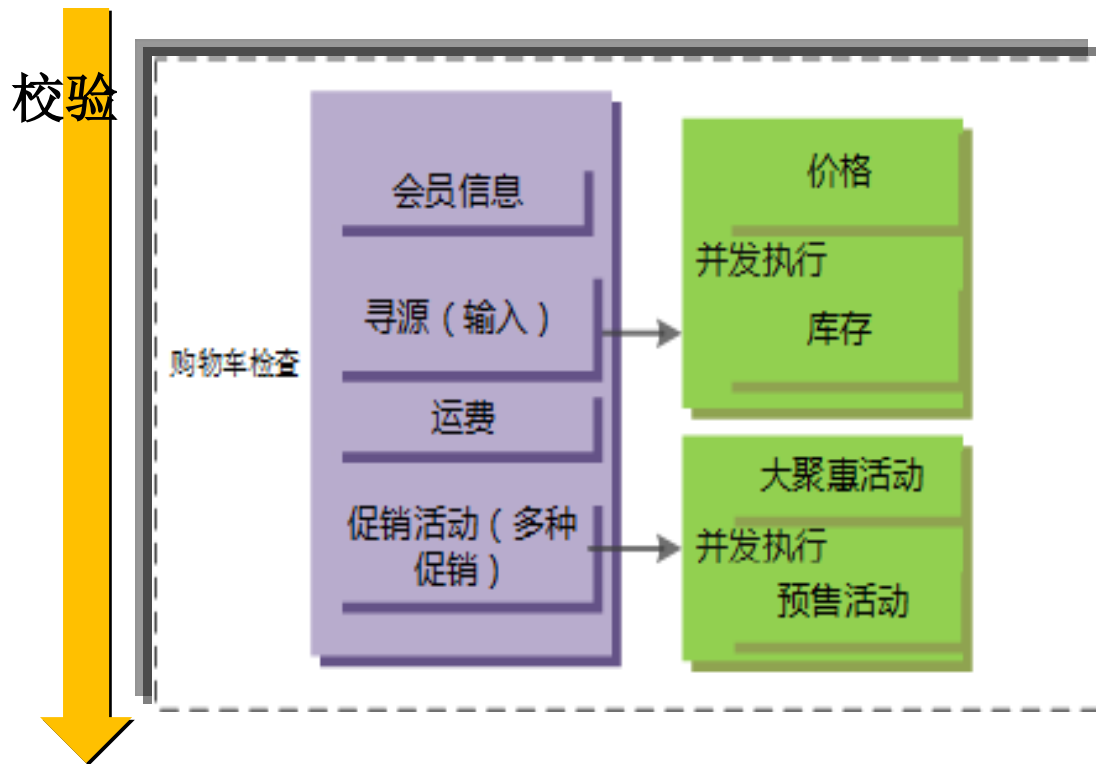 校验
购物车检查
会员信息
寻源（输入）
运费
促销活动（多种
促销）
价格
并发执行
库存
大聚惠活动
并发执行
预售活动